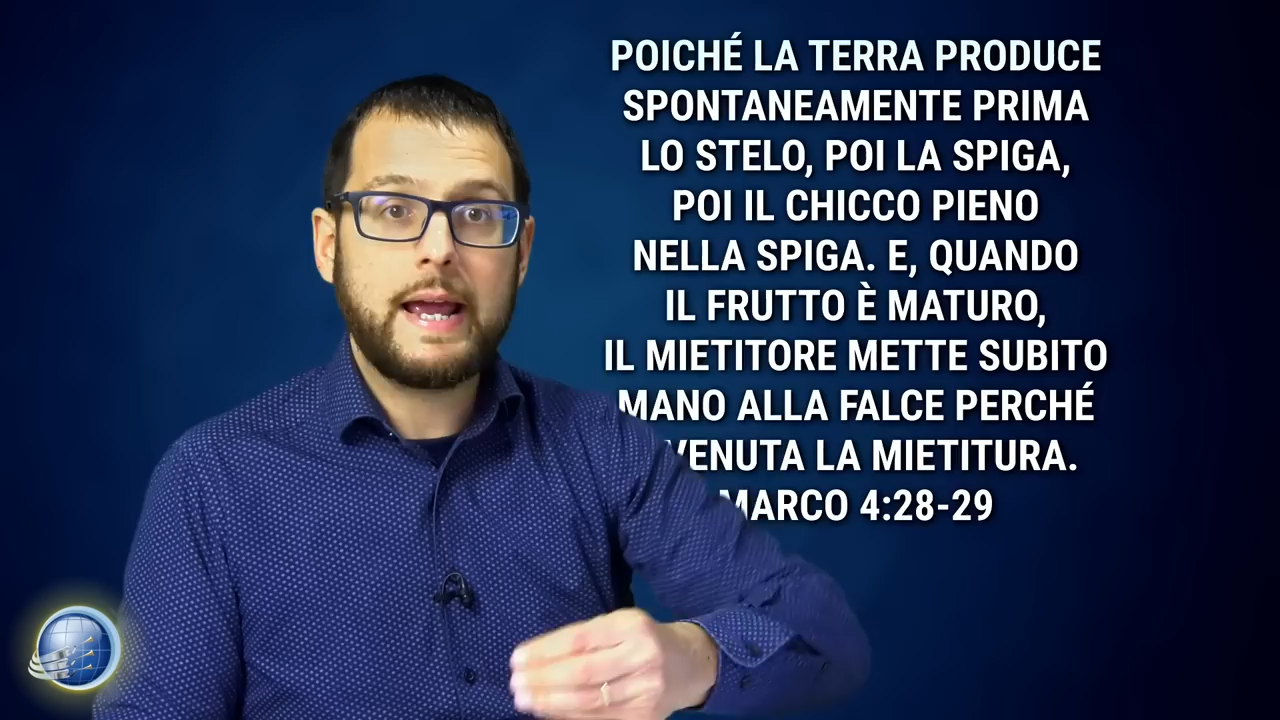 POICHÉ LA TERRA PRODUCE
SPONTANEAMENTE PRIMA
LO STELO, POI LA SPIGA,
POI IL CHICCO PIENO
NELLA SPIGA. E, QUANDO
IL FRUTTO È MATURO,
IL MIETITORE METTE SUBITO
MANO ALLA FALCE PERCHÉ
VENUTA LA MIETITURA.
MARCO 4:28-29